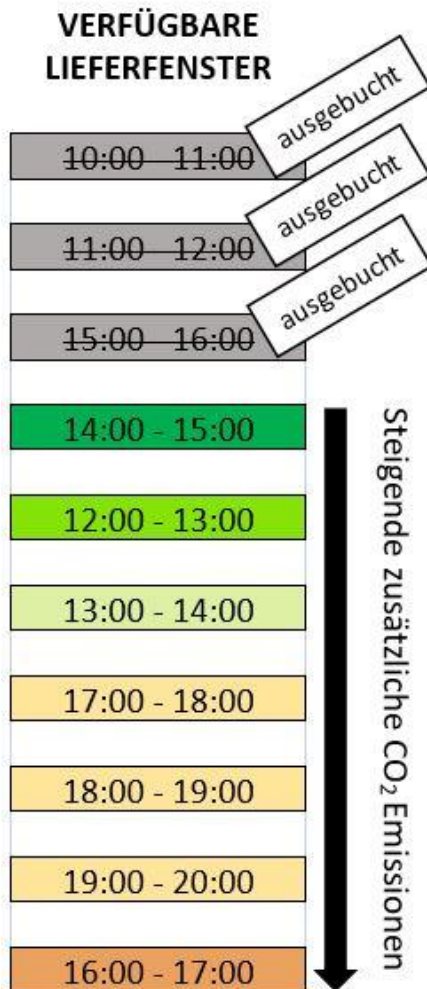 VERFÜGBARE
LIEFERFENSTER
10:00 - 11:00
ausgebucht
11:00 - 12:00
ausgebucht
15:00 - 16:00
ausgebucht
14:00 - 15:00
12:00 - 13:00
13:00 - 14:00
17:00 - 18:00
18:00 - 19:00
19:00 - 20:00
16:00 - 17:00
Steigende zusätzliche CO₂ Emissionen